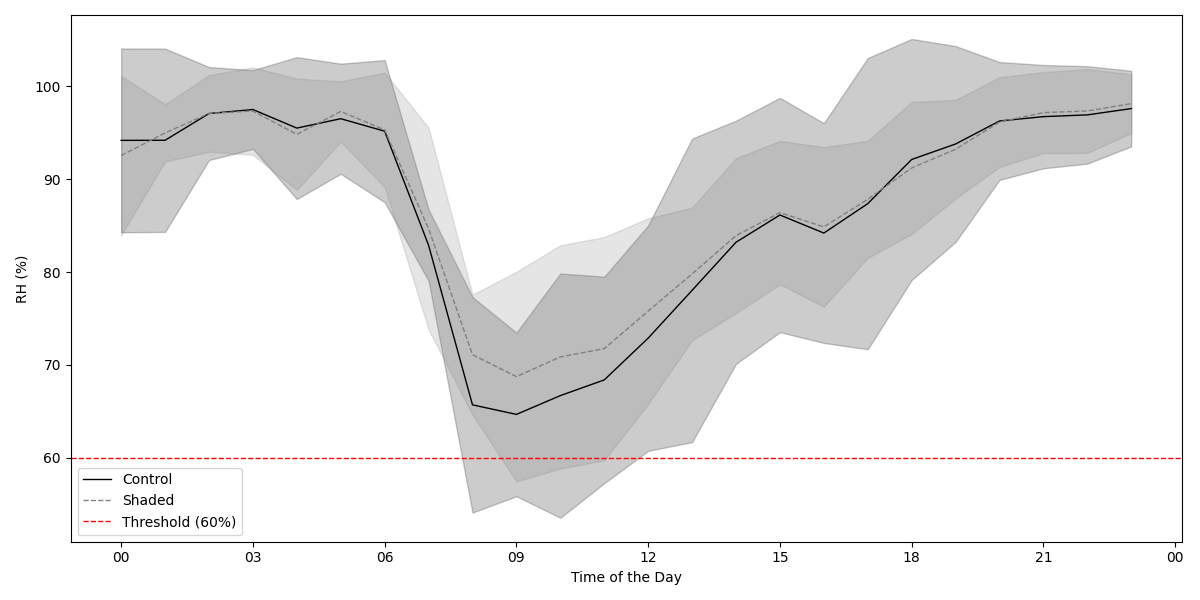 100
90
80
70
60
RH (%)
Control
Shaded
Threshold (60%)
00 03 06 09 12 15 18 21 00
Time of the Day